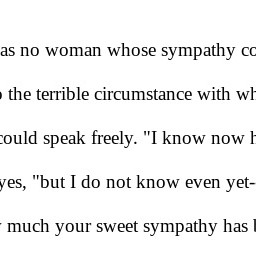 as no woman whose sympathy co
the terrible circumstance with wh
could speak freely. "I know now h
yes, "but I do not know even yet-
much your sweet sympathy has